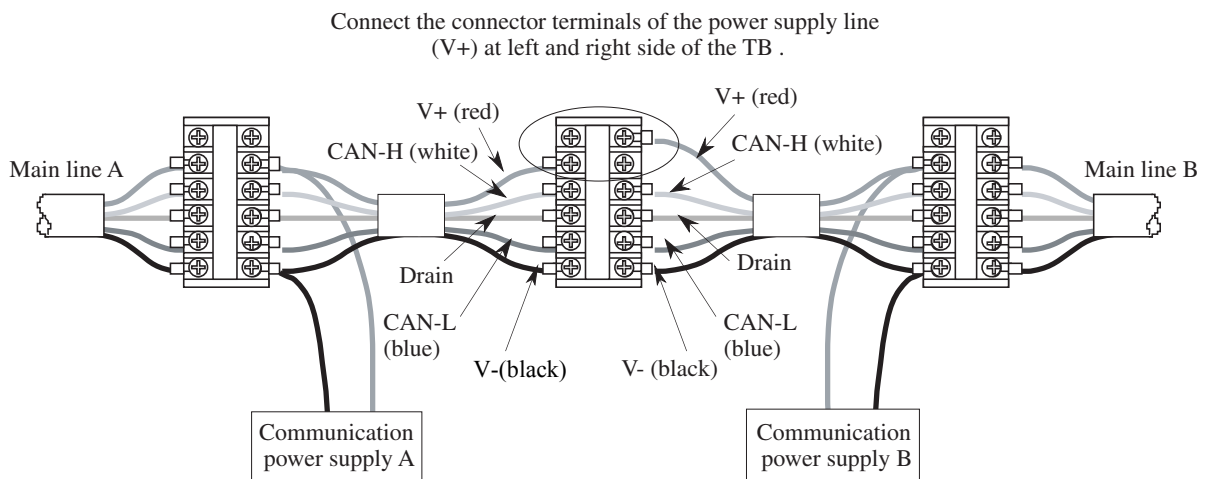 Connect the connector terminals of the power supply line
(V+) at left and right side of the TB .
V+ (red)
V+ (red)
CAN-H (white)
CAN-H (white)
Main line A
Main line B
Drain
Drain
CAN-L
(blue)
CAN-L
(blue)
V-(black)
V- (black)
Communication
power supply A
Communication
power supply B